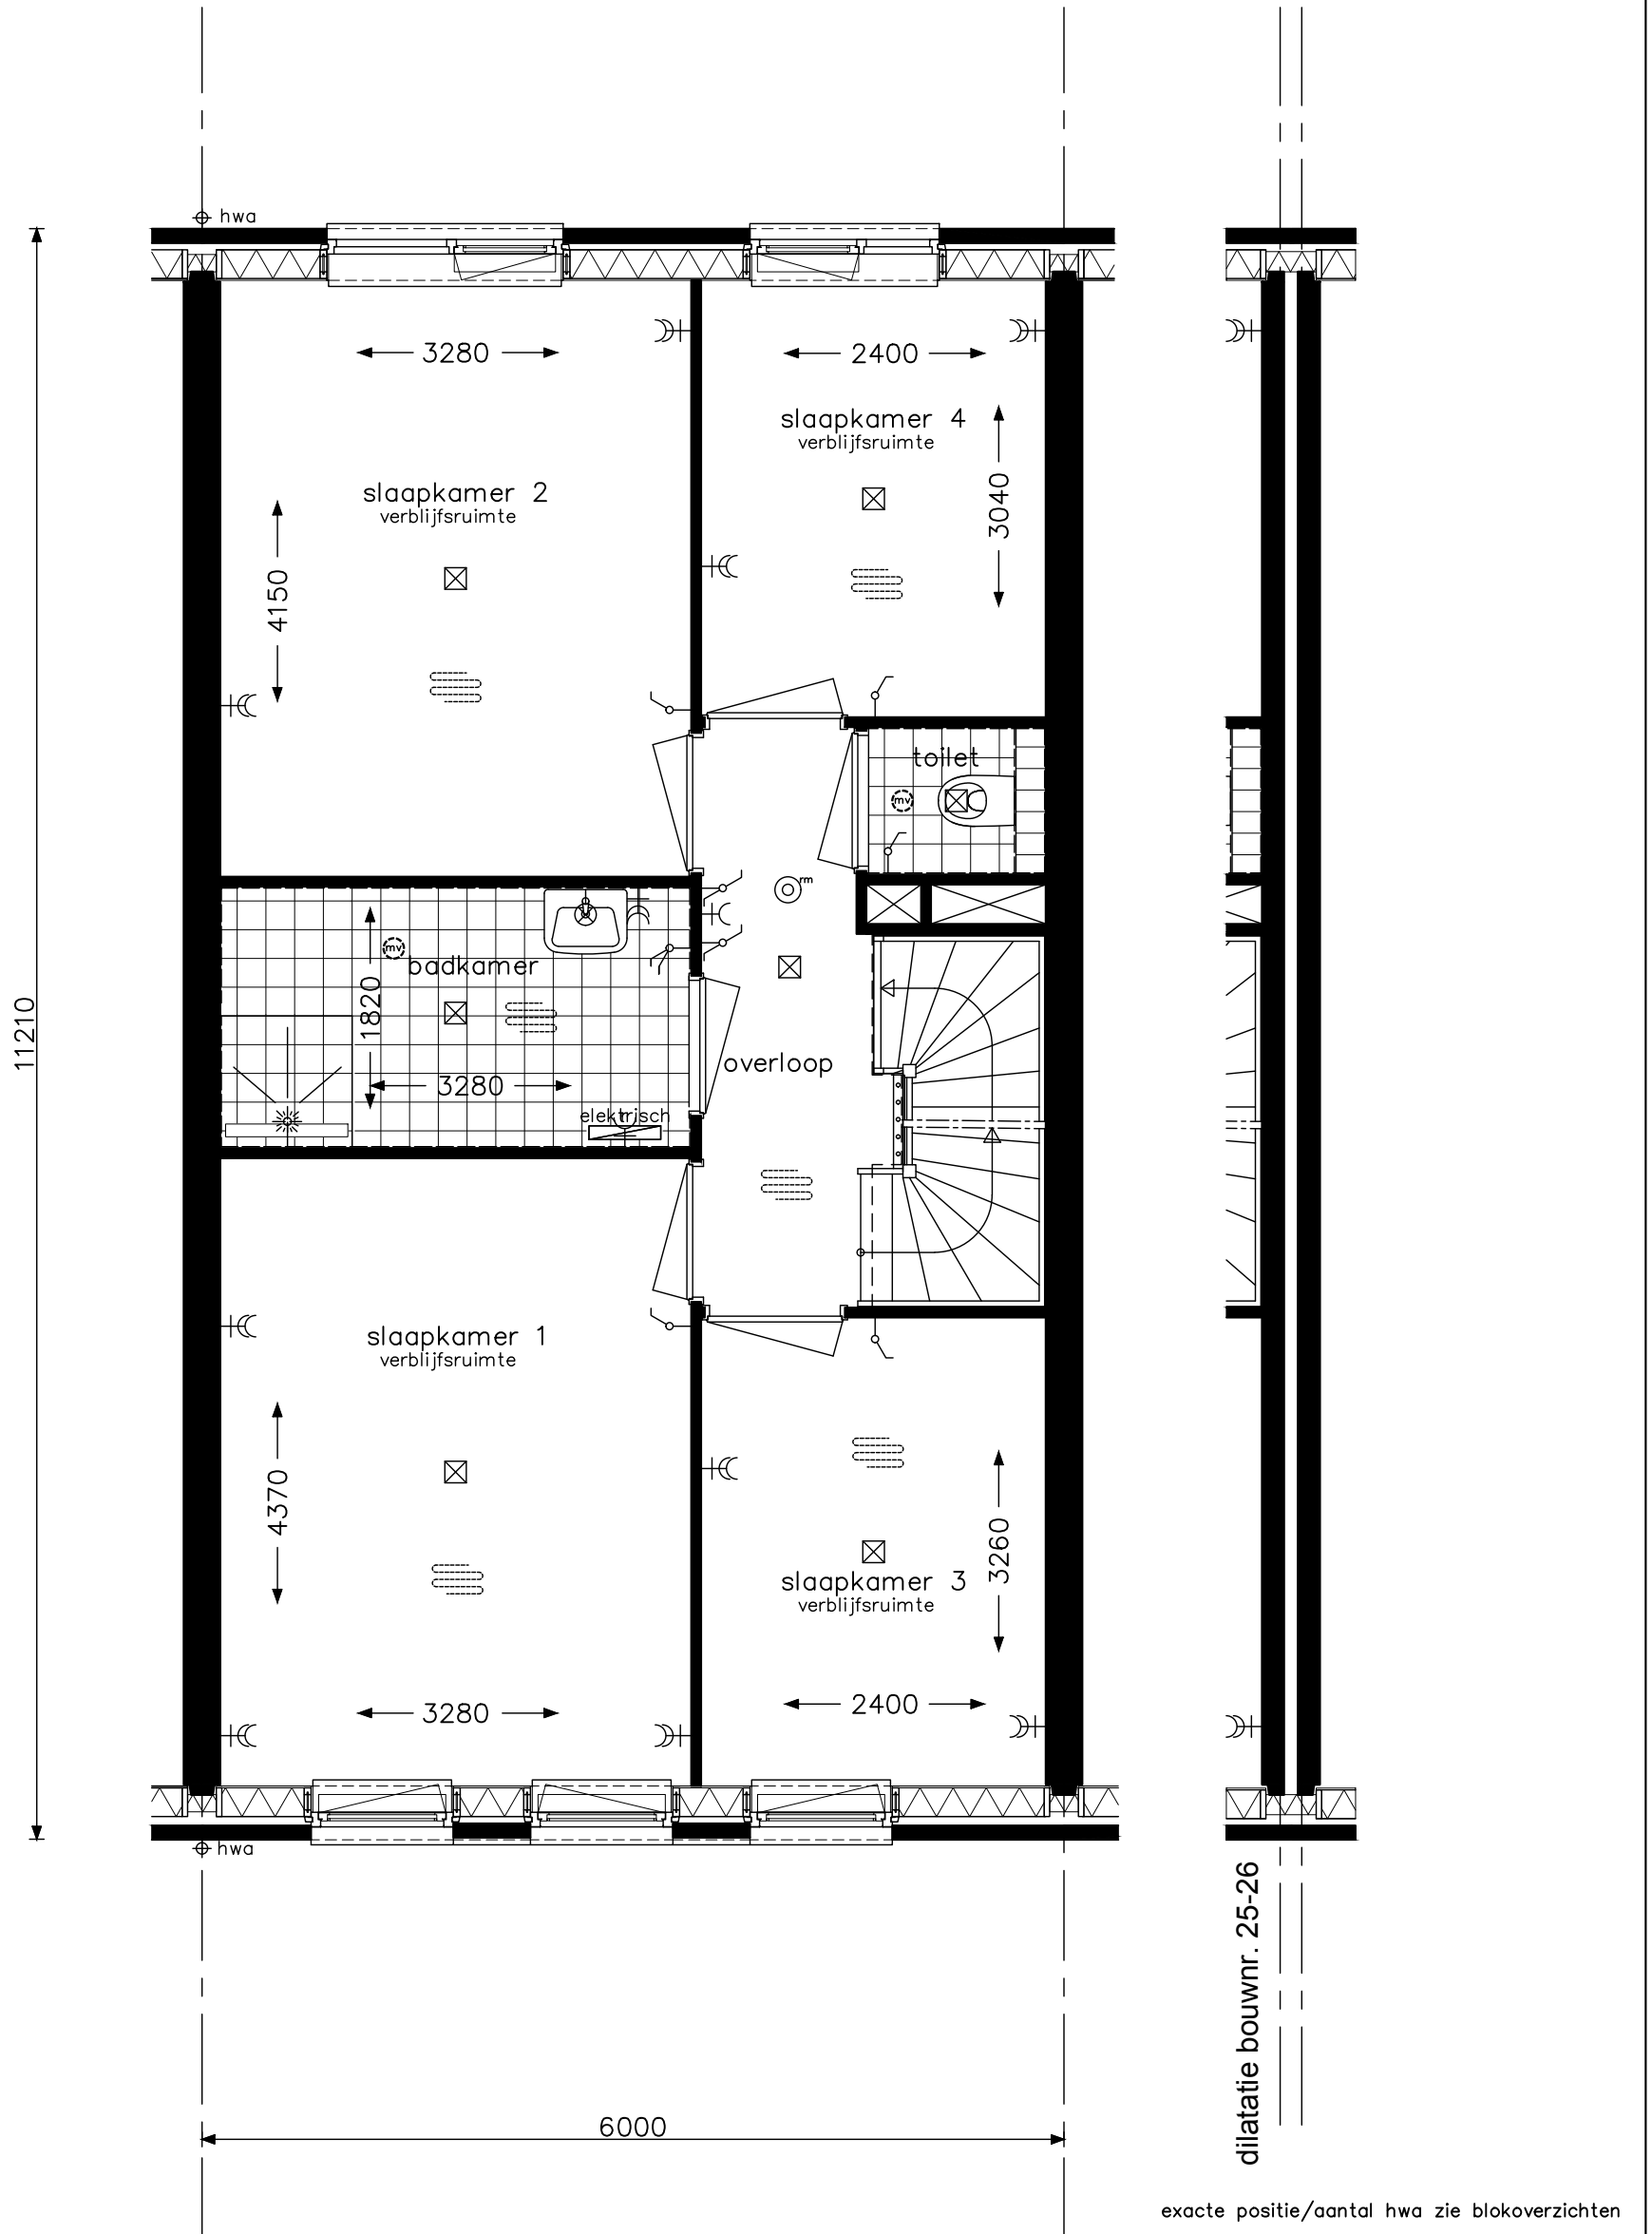 hwa
3280
2400
slaapkamer 4
verblijfsruimte
3040
slaapkamer 2
verblijfsruimte
4150
toilet
mv
rm
mv
badkamer
1820
3280
elektrisch
overloop
11210
slaapkamer 1
verblijfsruimte
4370
3260
slaapkamer 3
verblijfsruimte
3280
2400
hwa
dilatatie bouwnr. 25-26
6000
exacte positie/aantal hwa zie blokoverzichten